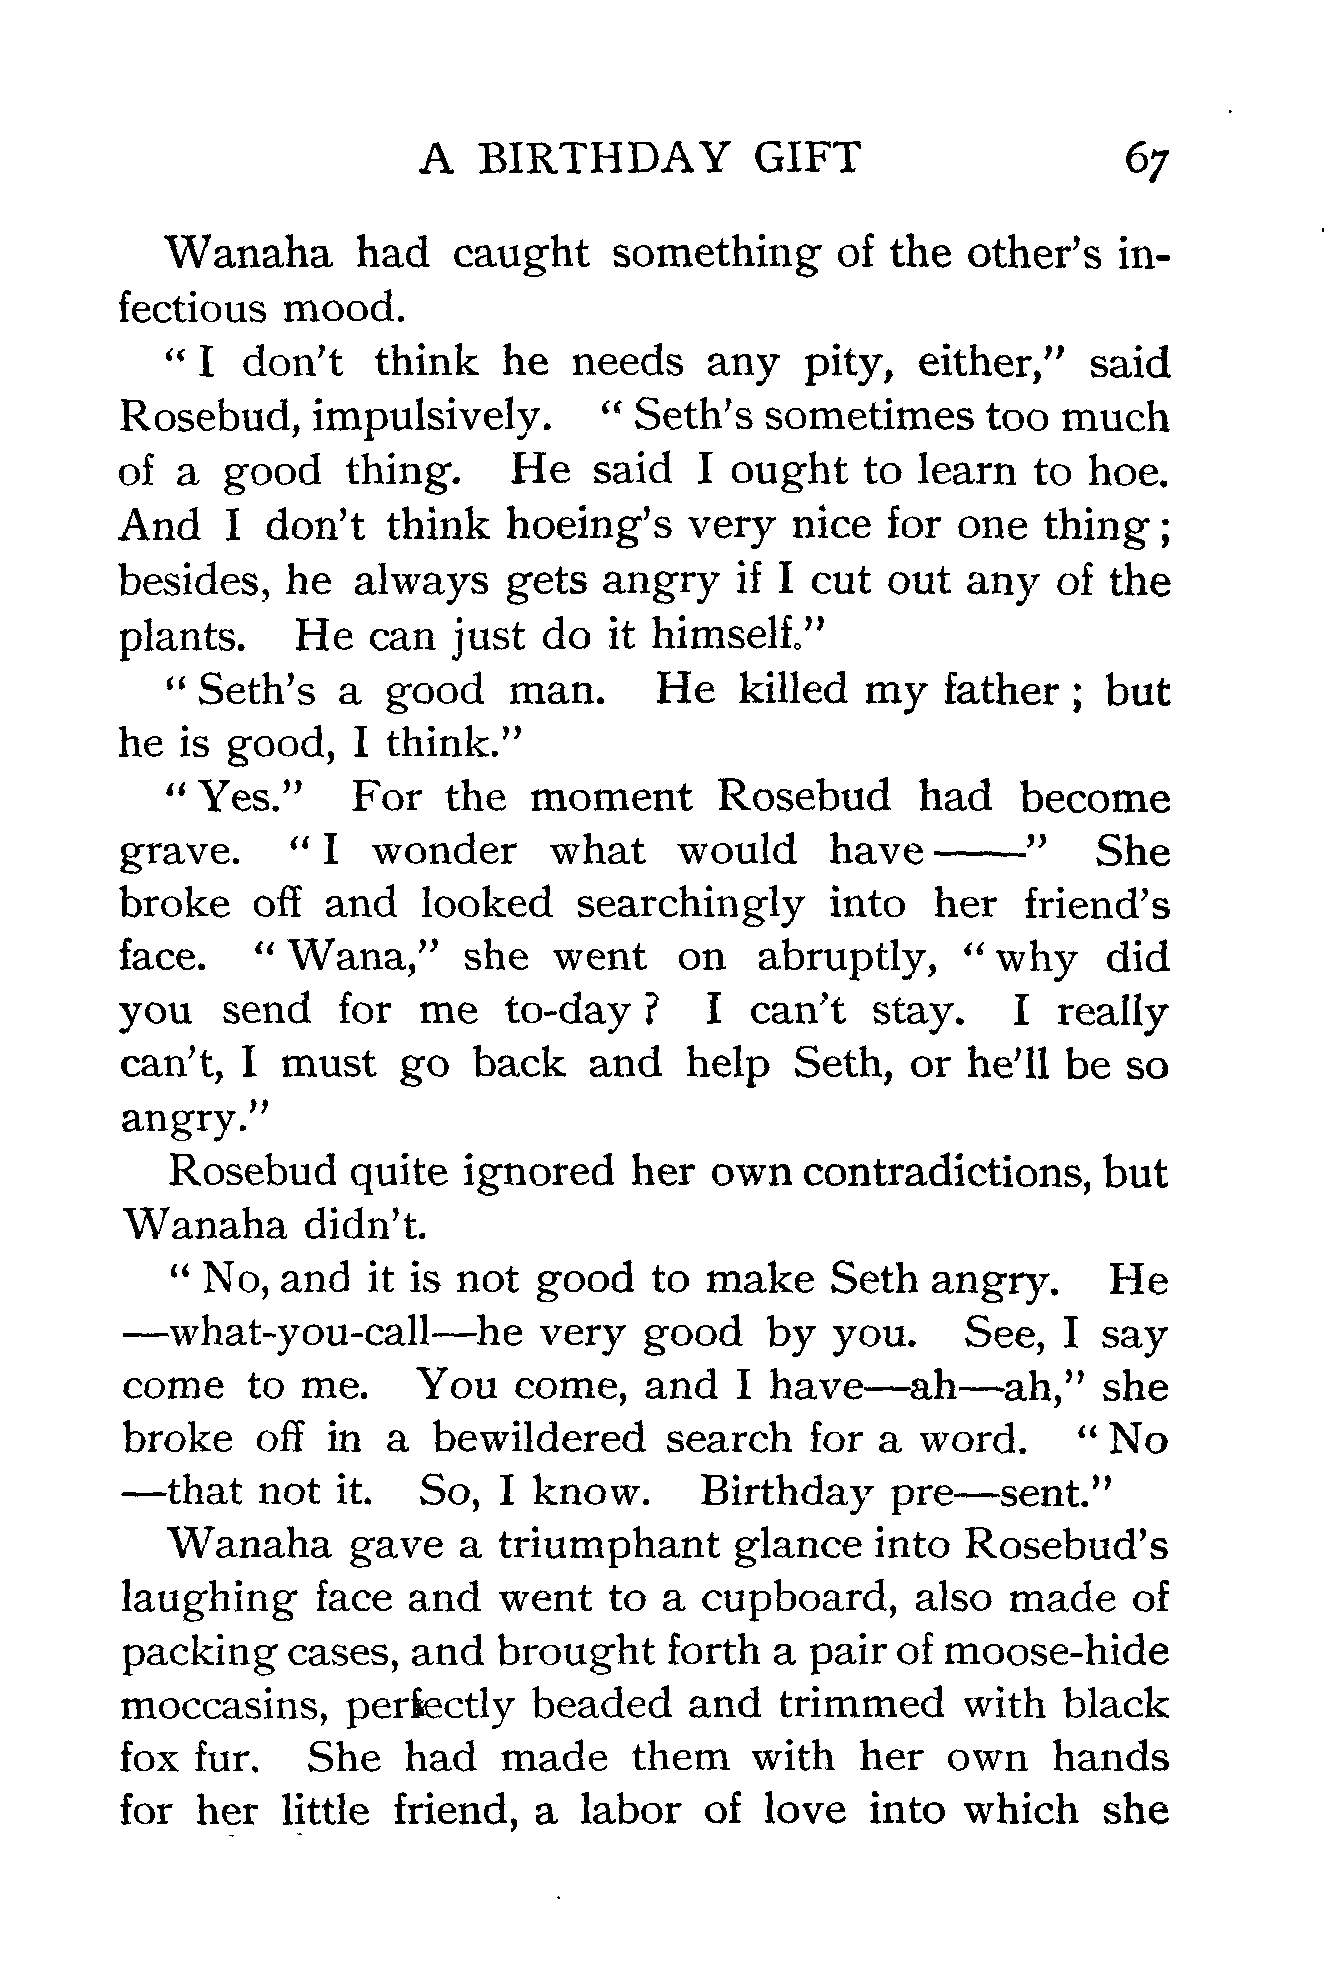 A BIRTHDAY GIFT 67
Wanaha had caught something of the other's in-
fectious mood.
" I don't think he needs any pity, either," said
Rosebud, impulsively. " Seth's sometimes too much
of a good thing. He said I ought to learn to hoe.
And I don't think hoeing's very nice for one thing ;
besides, he always gets angry if I cut out any of the
plants. He can just do it himself."
" Seth's a good man. He killed my father ; but
he is good, I think."
" Yes." For the moment Rosebud had become
grave. " I wonder what would have——" She
broke off and looked searchingly into her friend's
face. " Wana," she went on abruptly, " why did
you send for me to-day ? I can't stay. I really
can't, I must go back and help Seth, or he'll be so
angry."
Rosebud quite ignored her own contradictions, but
Wanaha didn't.
" No, and it is not good to make Seth angry. He
—what-you-call—he very good by you. See, I say
come to me. You come, and I have—ah—ah," she
broke off in a bewildered search for a word. " No
—that not it. So, I know. Birthday pre—sent."
Wanaha gave a triumphant glance into Rosebud's
laughing face and went to a cupboard, also made of
packing cases, and brought forth a pair of moose-hide
moccasins, perfectly beaded and trimmed with black
fox fur. She had made them with her own hands
for her little friend, a labor of love into which she